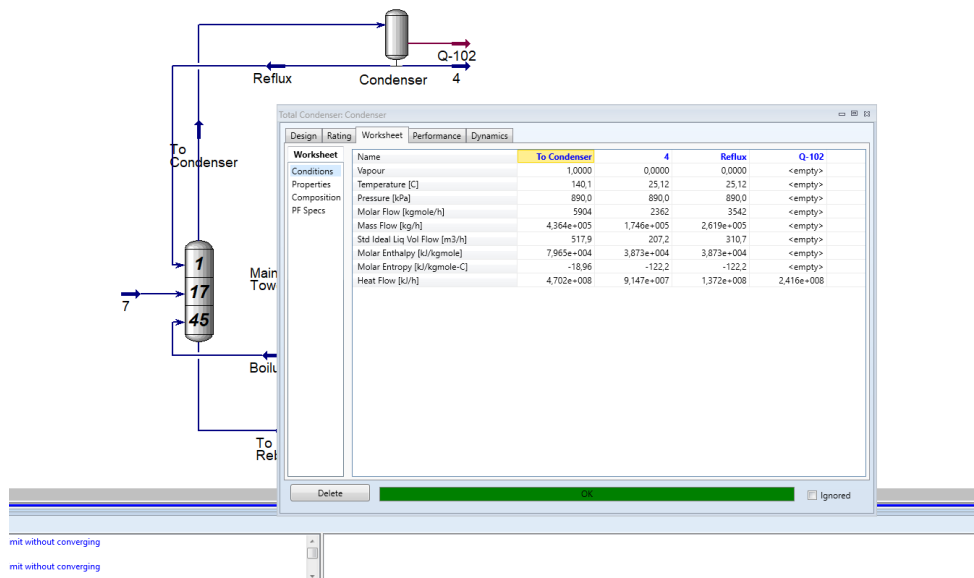 Q-102
Reflux
Condenser
4
To
Condenser
1
17
45
7
Main
Tow
Boilu
To
Reb
Total Condenser: Condenser
Design Rating Worksheet Performance Dynamics
Worksheet
Conditions
Properties
Composition
PF Specs
Name To Condenser 4 Reflux Q-102
Vapour 1,0000 0,0000 0,0000 <empty>
Temperature [C] 140,1 25,12 25,12 <empty>
Pressure [kPa] 890,0 890,0 890,0 <empty>
Molar Flow [kgmole/h] 5904 2362 3542 <empty>
Mass Flow [kg/h] 4,364e+005 1,746e+005 2,619e+005 <empty>
Std Ideal Liq Vol Flow [m3/h] 517,9 207,2 310,7 <empty>
Molar Enthalpy [kJ/kgmole] 7,965e+004 3,873e+004 3,873e+004 <empty>
Molar Entropy [kJ/kgmole-C] -18,96 -122,2 -122,2 <empty>
Heat Flow [kJ/h] 4,702e+008 9,147e+007 1,372e+008 2,416e+008
Delete
OK
Ignored
mit without converging
mit without converging